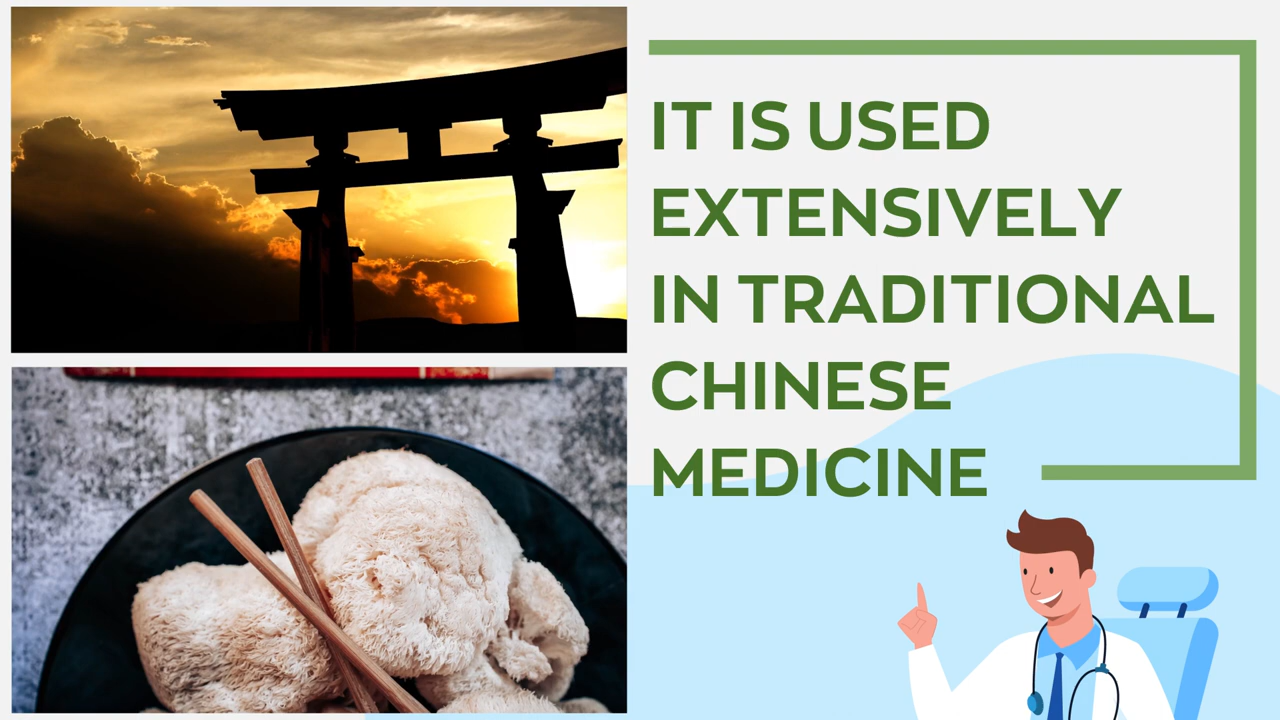 IT IS USED
EXTENSIVELY
IN TRADITIONAL
CHINESE
MEDICINE